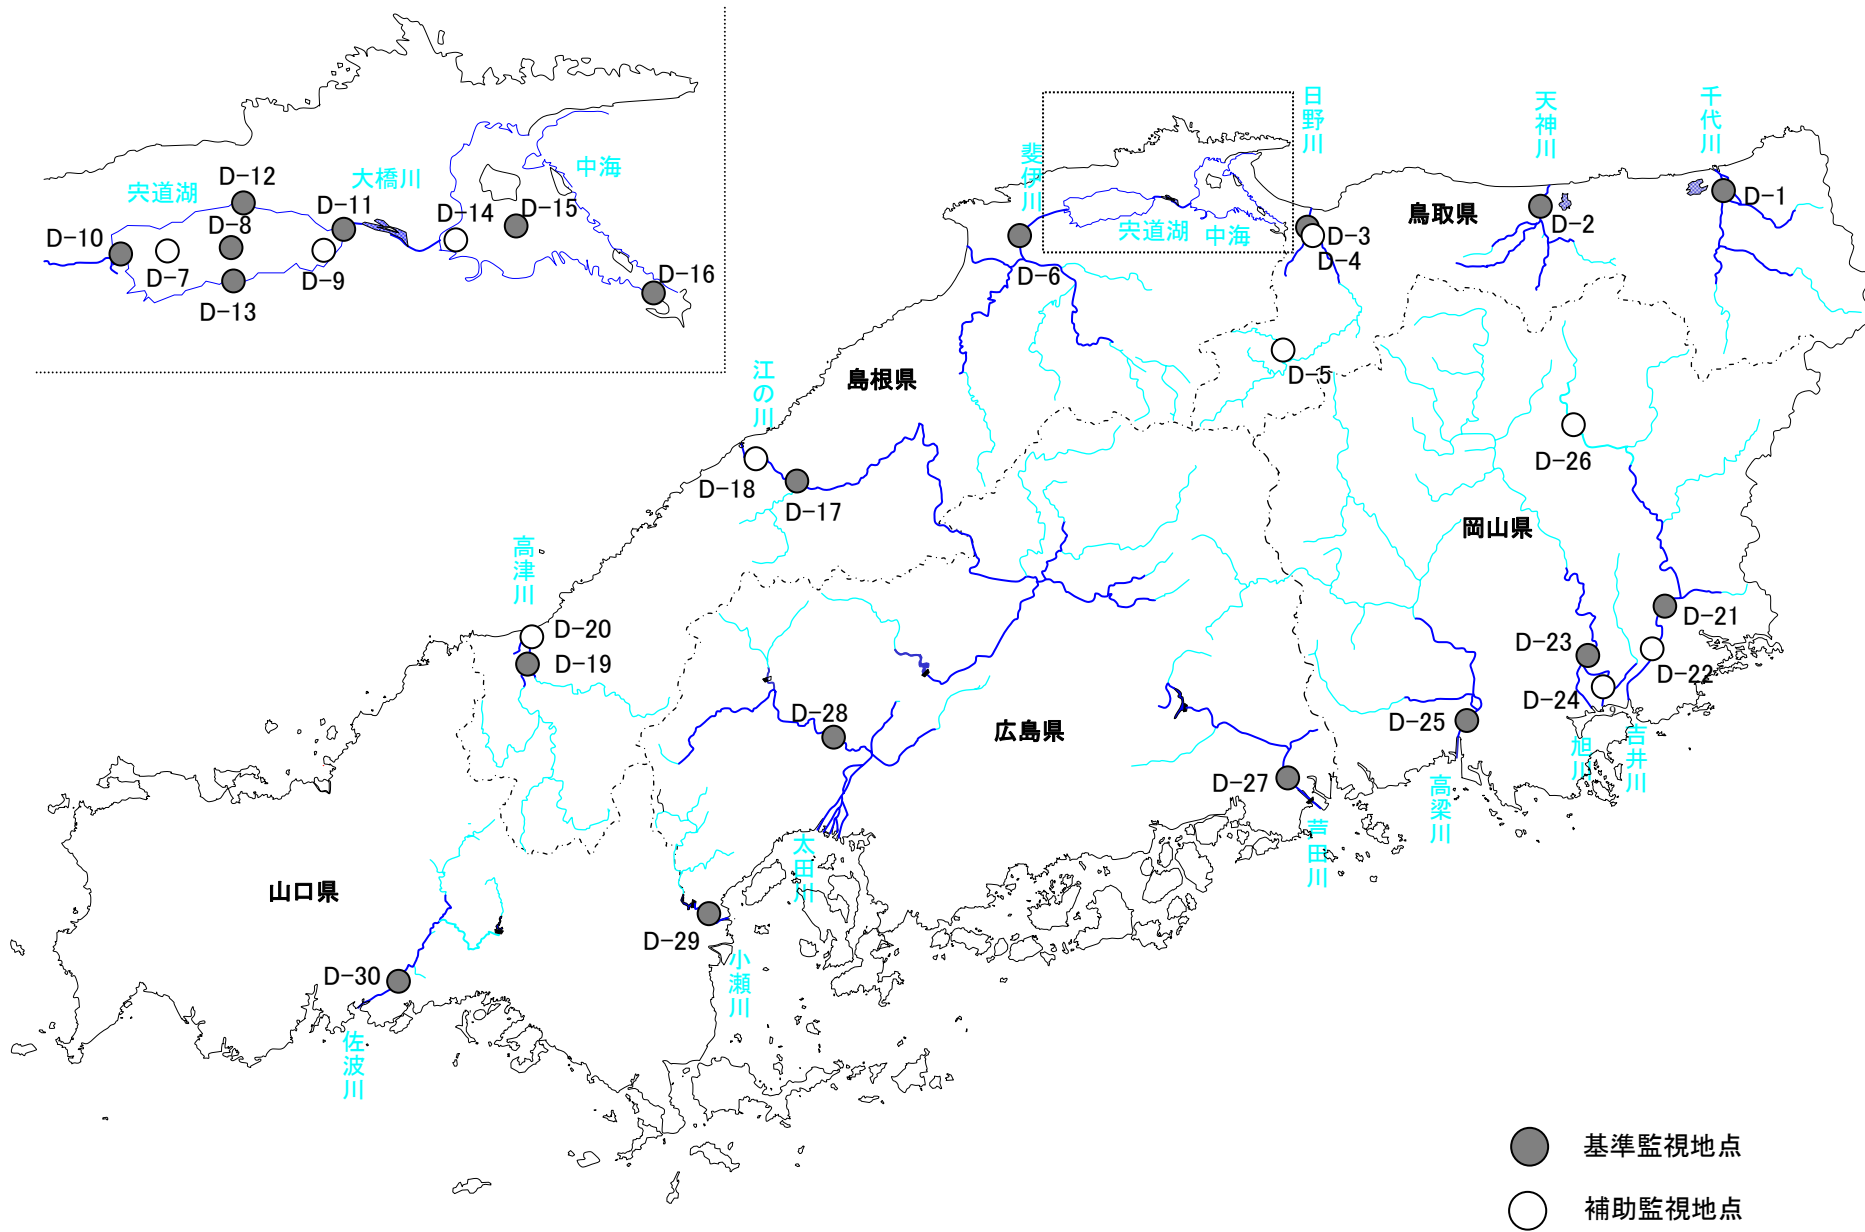 D-12
宍道湖
大橋川
中海
D-11
D-8
D-14
D-15
D-10
D-7
D-9
D-13
D-16
日野川
天神川
千代川
斐伊川
宍道湖
中海
鳥取県
D-1
D-2
D-3
D-4
D-6
D-5
江の川
島根県
D-18
D-17
D-26
岡山県
高津川
D-20
D-19
D-21
D-23
D-22
D-24
D-25
D-28
広島県
D-27
旭川
吉井川
高梁川
芦田川
太田川
山口県
D-29
小瀬川
D-30
佐波川
基準監視地点
補助監視地点